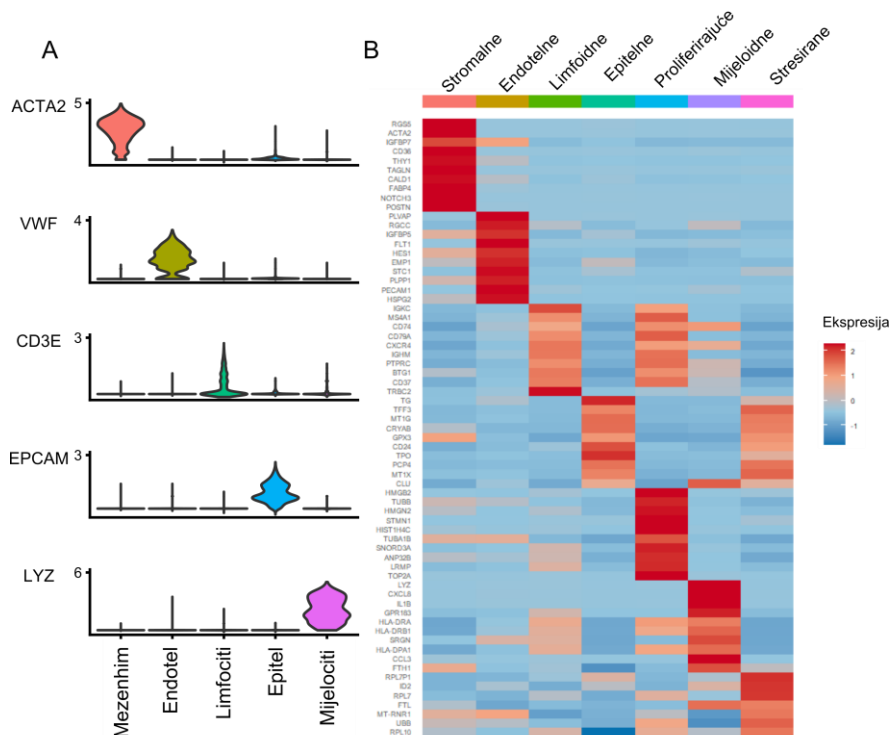 A
ACTA2
5
VWF
4
CD3E
3
EPCAM
3
LYZ
6
Mezenhim
Endotel
Limfociti
Epitel
Mijelociti
B
Stromalne
Endotelne
Limfoidne
Epitelne
Proliferirajuće
Mijeloidne
Stresirane
RGS5
ACTA2
IGFBP7
CD36
THY1
TAGLN
CALD1
FABP4
NOTCH3
POSTN
PLVAP
RGCC
IGFBP5
FLT1
HES1
EMP1
STC1
PLPP1
PECAM1
HSPG2
IGKC
MS4A1
CD74
CD79A
CXCR4
IGHM
PTPRC
BTG1
CD37
TRBC2
TG
TFF3
MT1G
CRYAB
GPX3
CD24
TPO
PCP4
MT1X
CLU
HMGB2
TUBB
HMGN2
STMN1
HIST1H4C
TUBA1B
SNORD3A
ANP32B
LRMP
TOP2A
LYZ
CXCL8
IL1B
GPR183
HLA-DRA
HLA-DRB1
SRGN
HLA-DPA1
CCL3
FTH1
RPL7P1
ID2
RPL7
FTL
MT-RNR1
UBB
RPL10
Ekspresija
2
1
0
-1